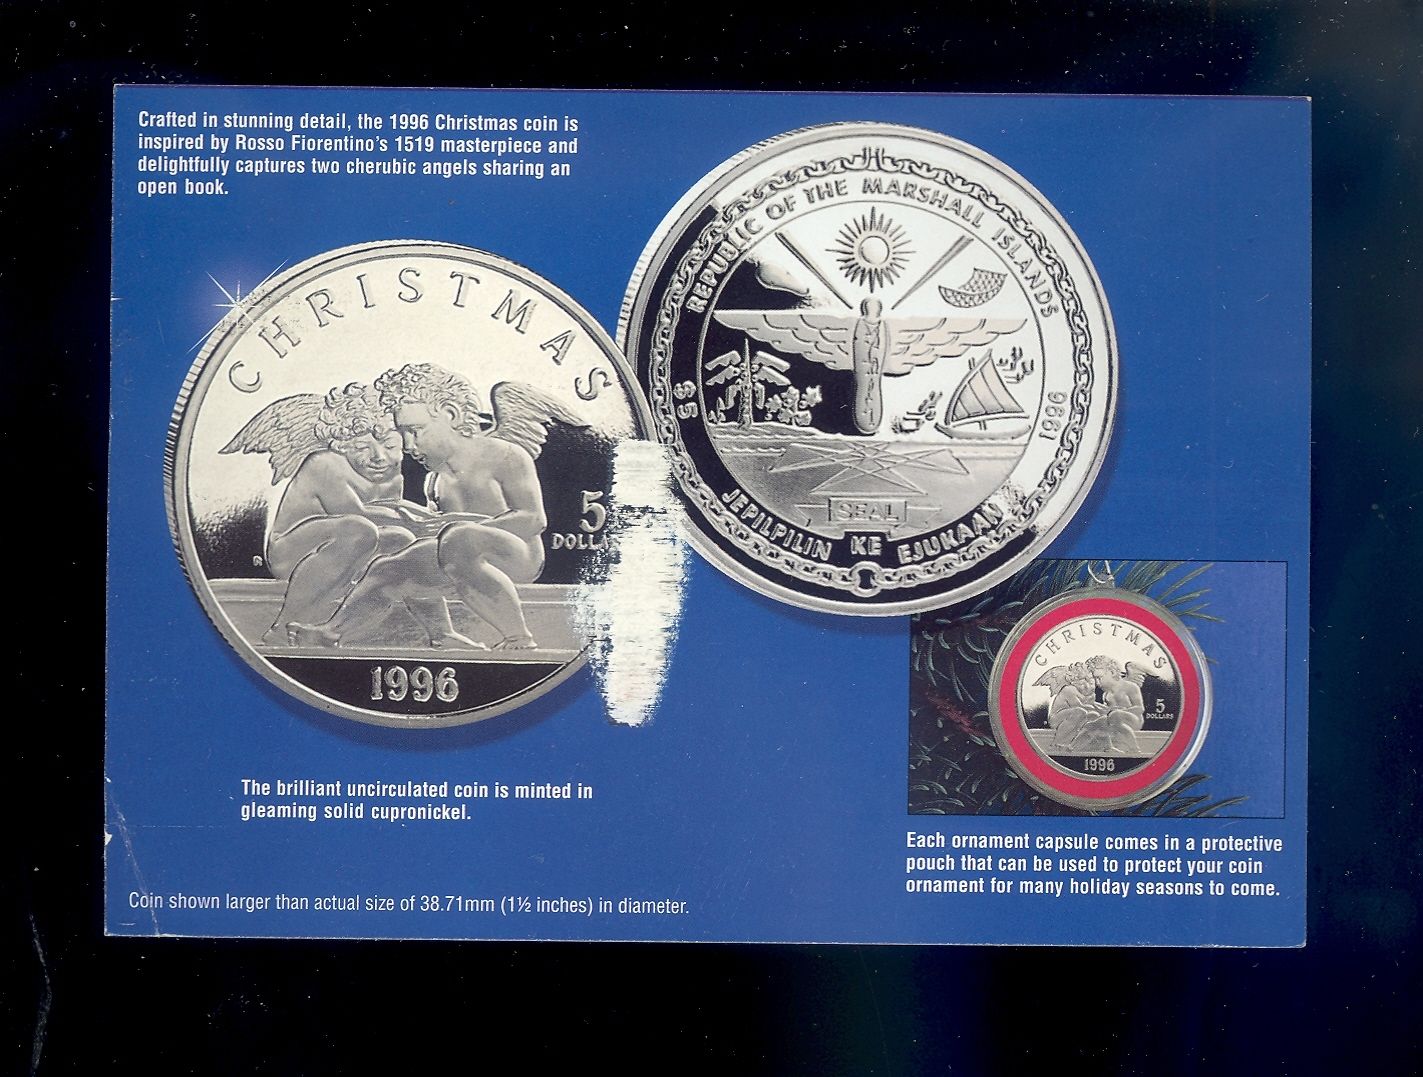 Crafted in stunning detail, the 1996 Christmas coin is
inspired by Rosso Fiorentino's 1519 masterpiece and
delightfully captures two cherubic angels sharing an
open book.
CHRISTMAS
5
DOLLA
1996
REPUBLIC OF THE MARSHALL ISLANDS
$5
1996
SEAL
JEPILPILIN KE EJUKAAN
CHRISTMAS
5
DOLLARS
1996
The brilliant uncirculated coin is minted in
gleaming solid cupronickel.
Each ornament capsule comes in a protective
pouch that can be used to protect your coin
ornament for many holiday seasons to come.
Coin shown larger than actual size of 38.71mm (1½ inches) in diameter.